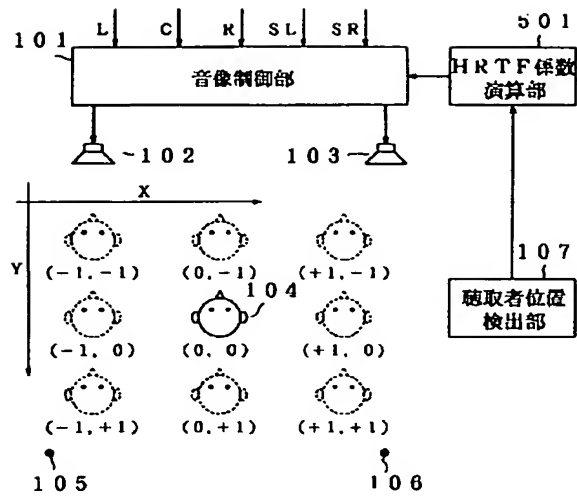 L C R SL SR
101
501
音像制御部
HRTF係数
演算部
102
103
X
Y
107
(-1,-1) (0,-1) (+1,-1)
104
聴取者位置
検出部
(-1, 0) (0, 0) (+1, 0)
(-1,+1) (0,+1) (+1,+1)
105
106